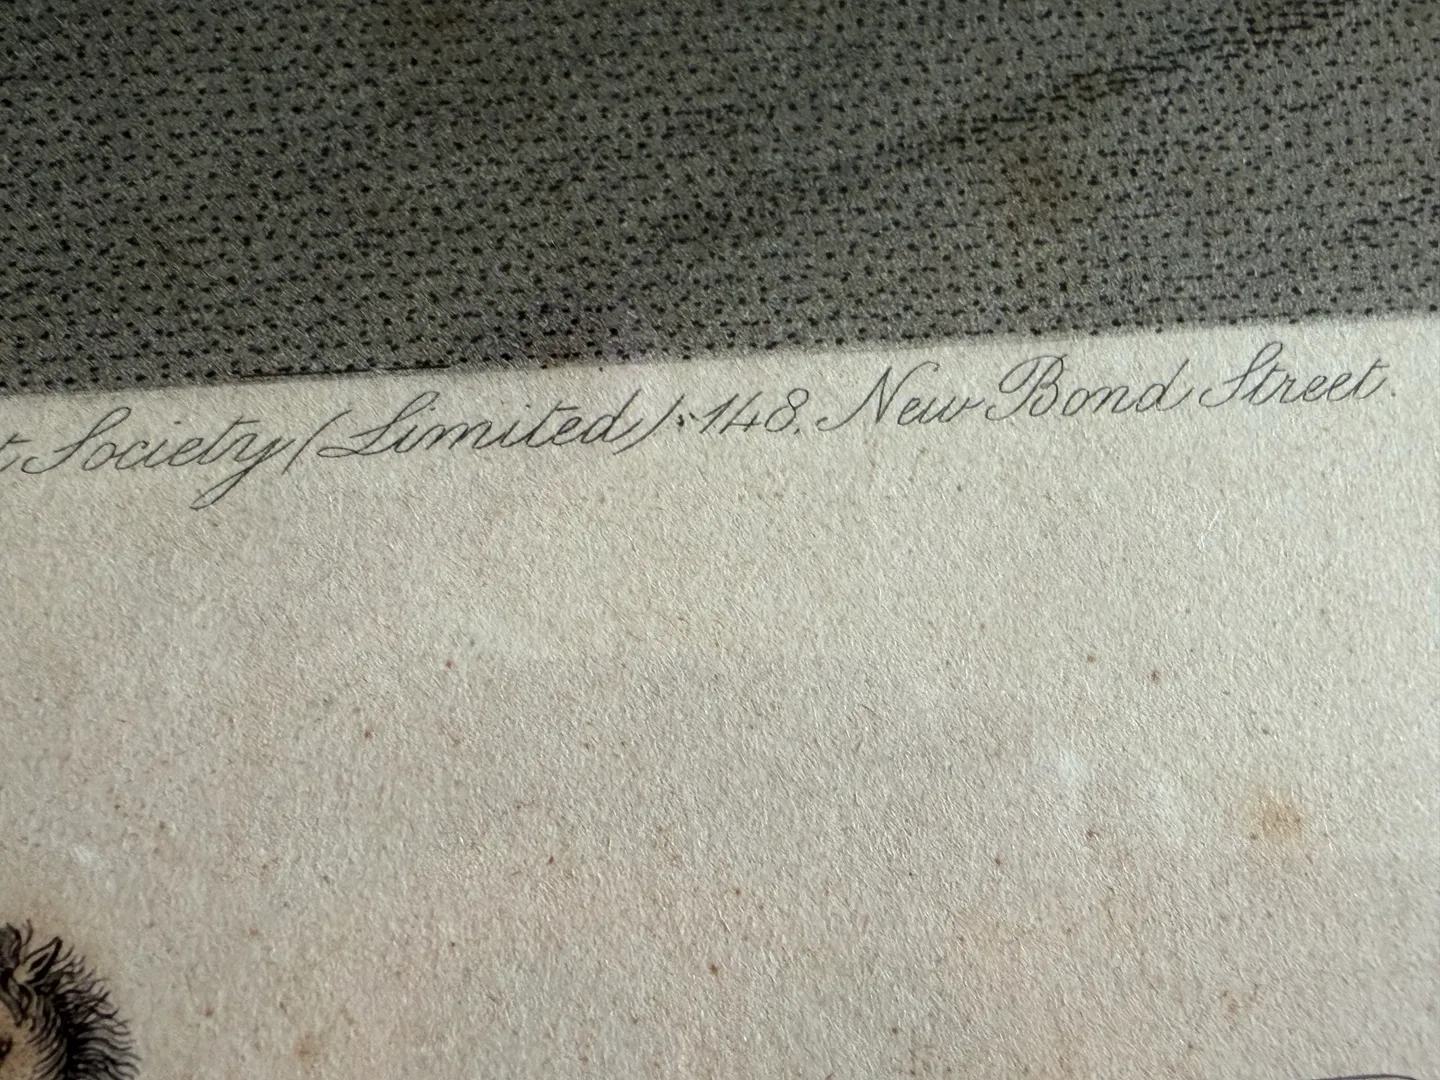 t Society (Limited) 148, New Bond Street.